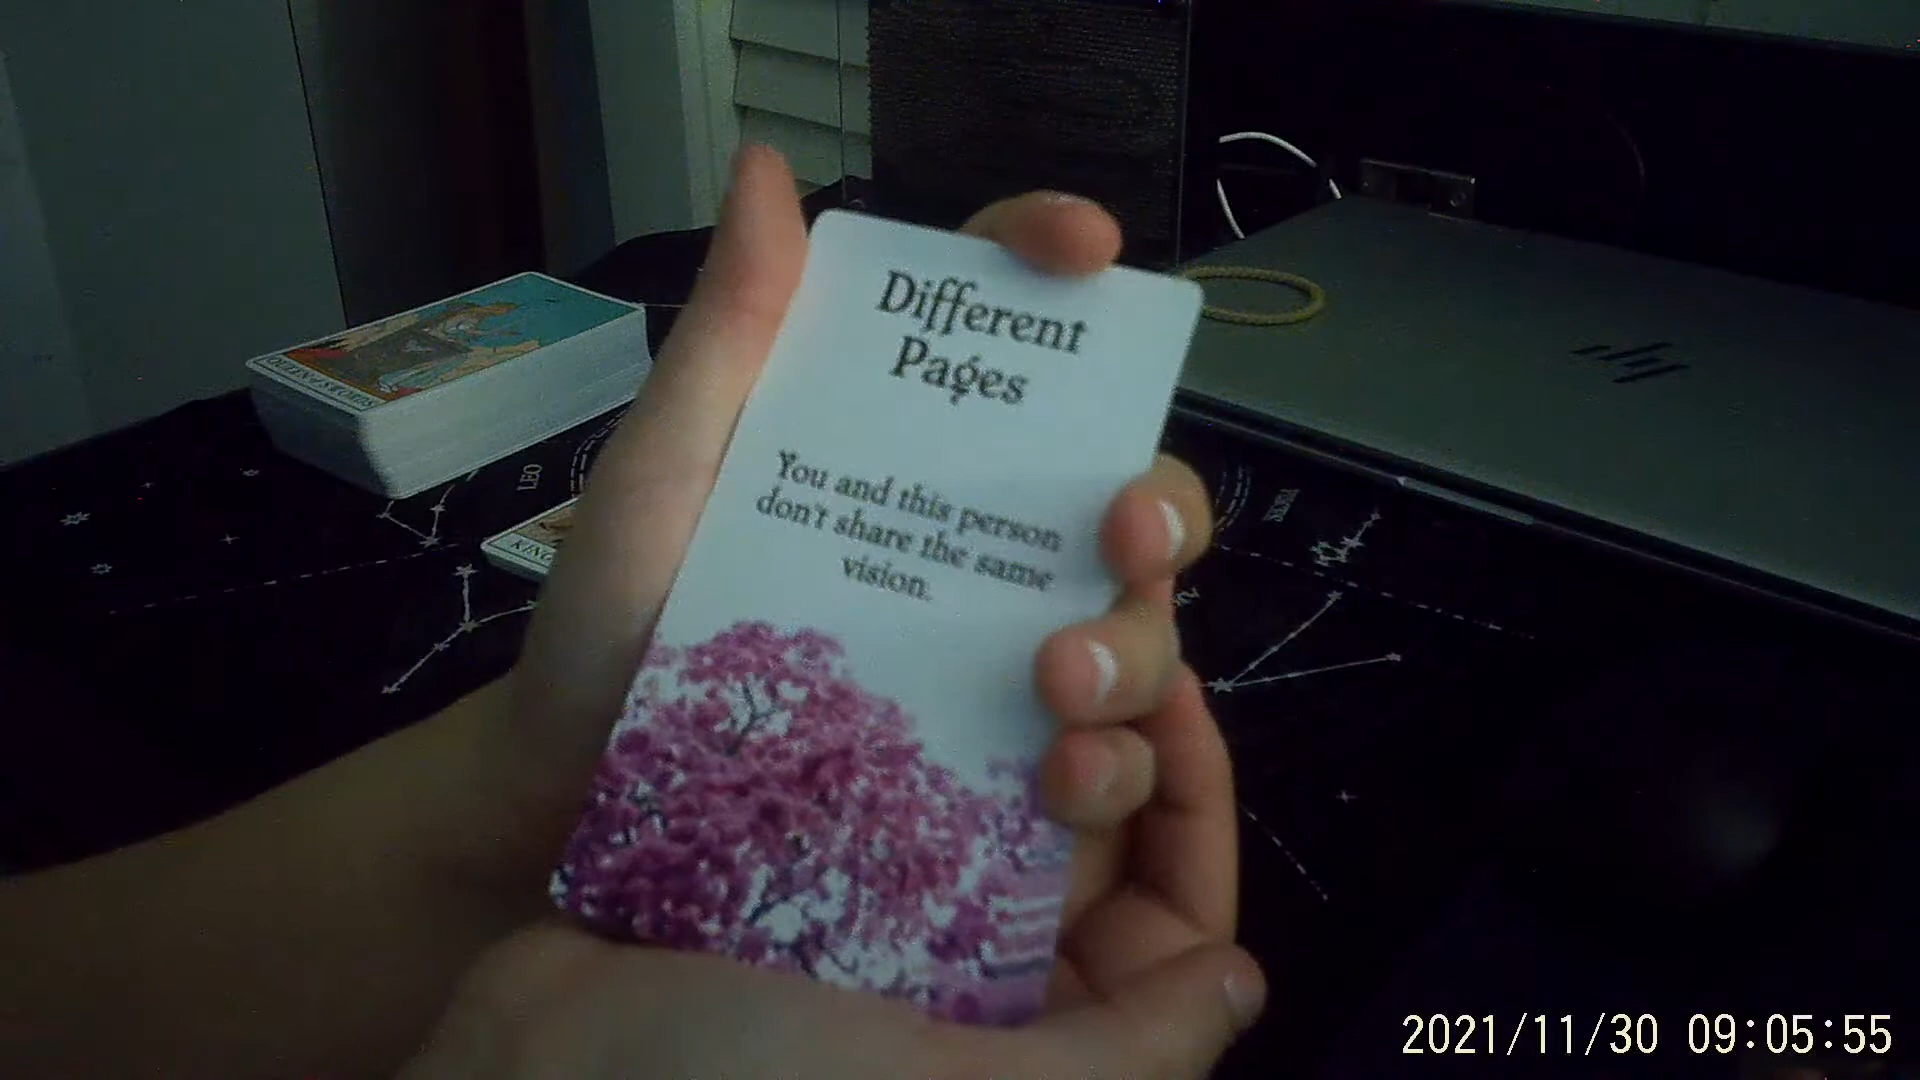 Different
Pages
You and this person
don't share the same
vision.
QUEEN of SWORDS
KING
LEO
2021/11/30 09:05:55